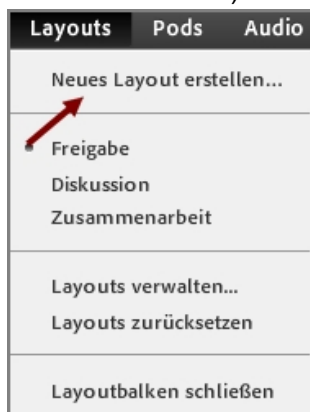 Layouts Pods Audio
Neues Layout erstellen...
Freigabe
Diskussion
Zusammenarbeit
Layouts verwalten...
Layouts zurücksetzen
Layoutbalken schließen